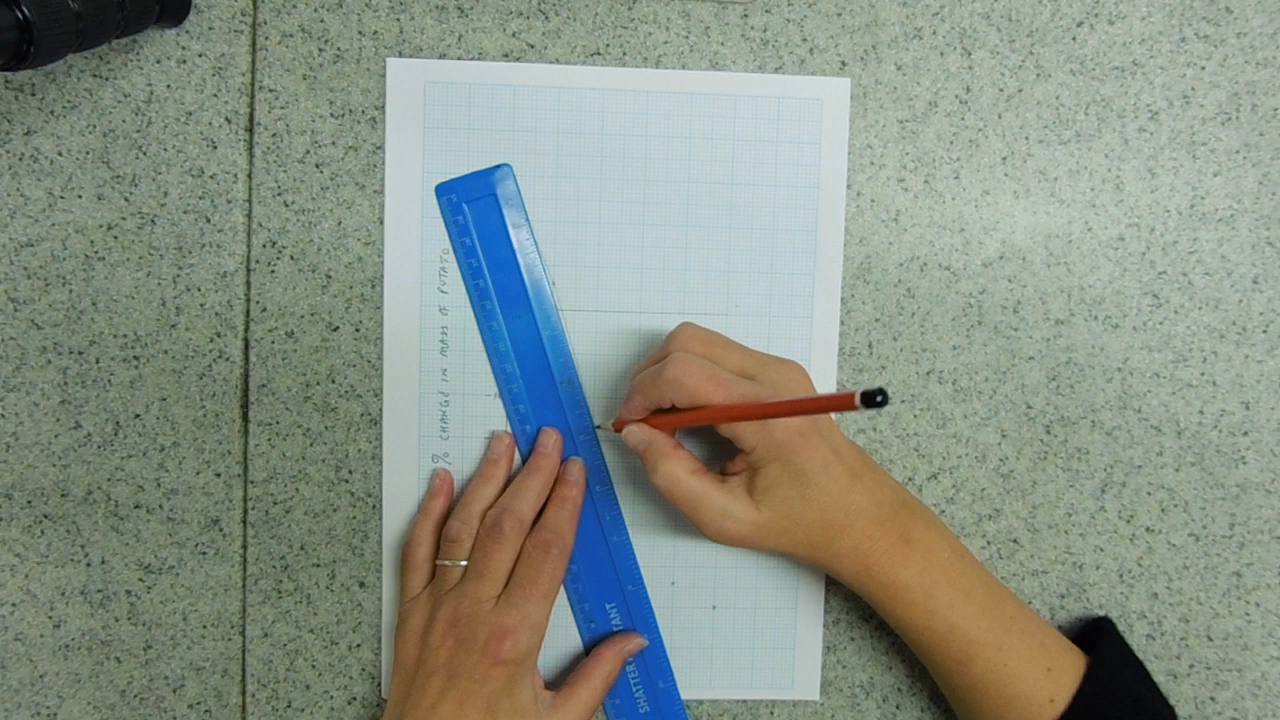 % CHANGE IN MASS OF POTATO
SHATTER
TANT